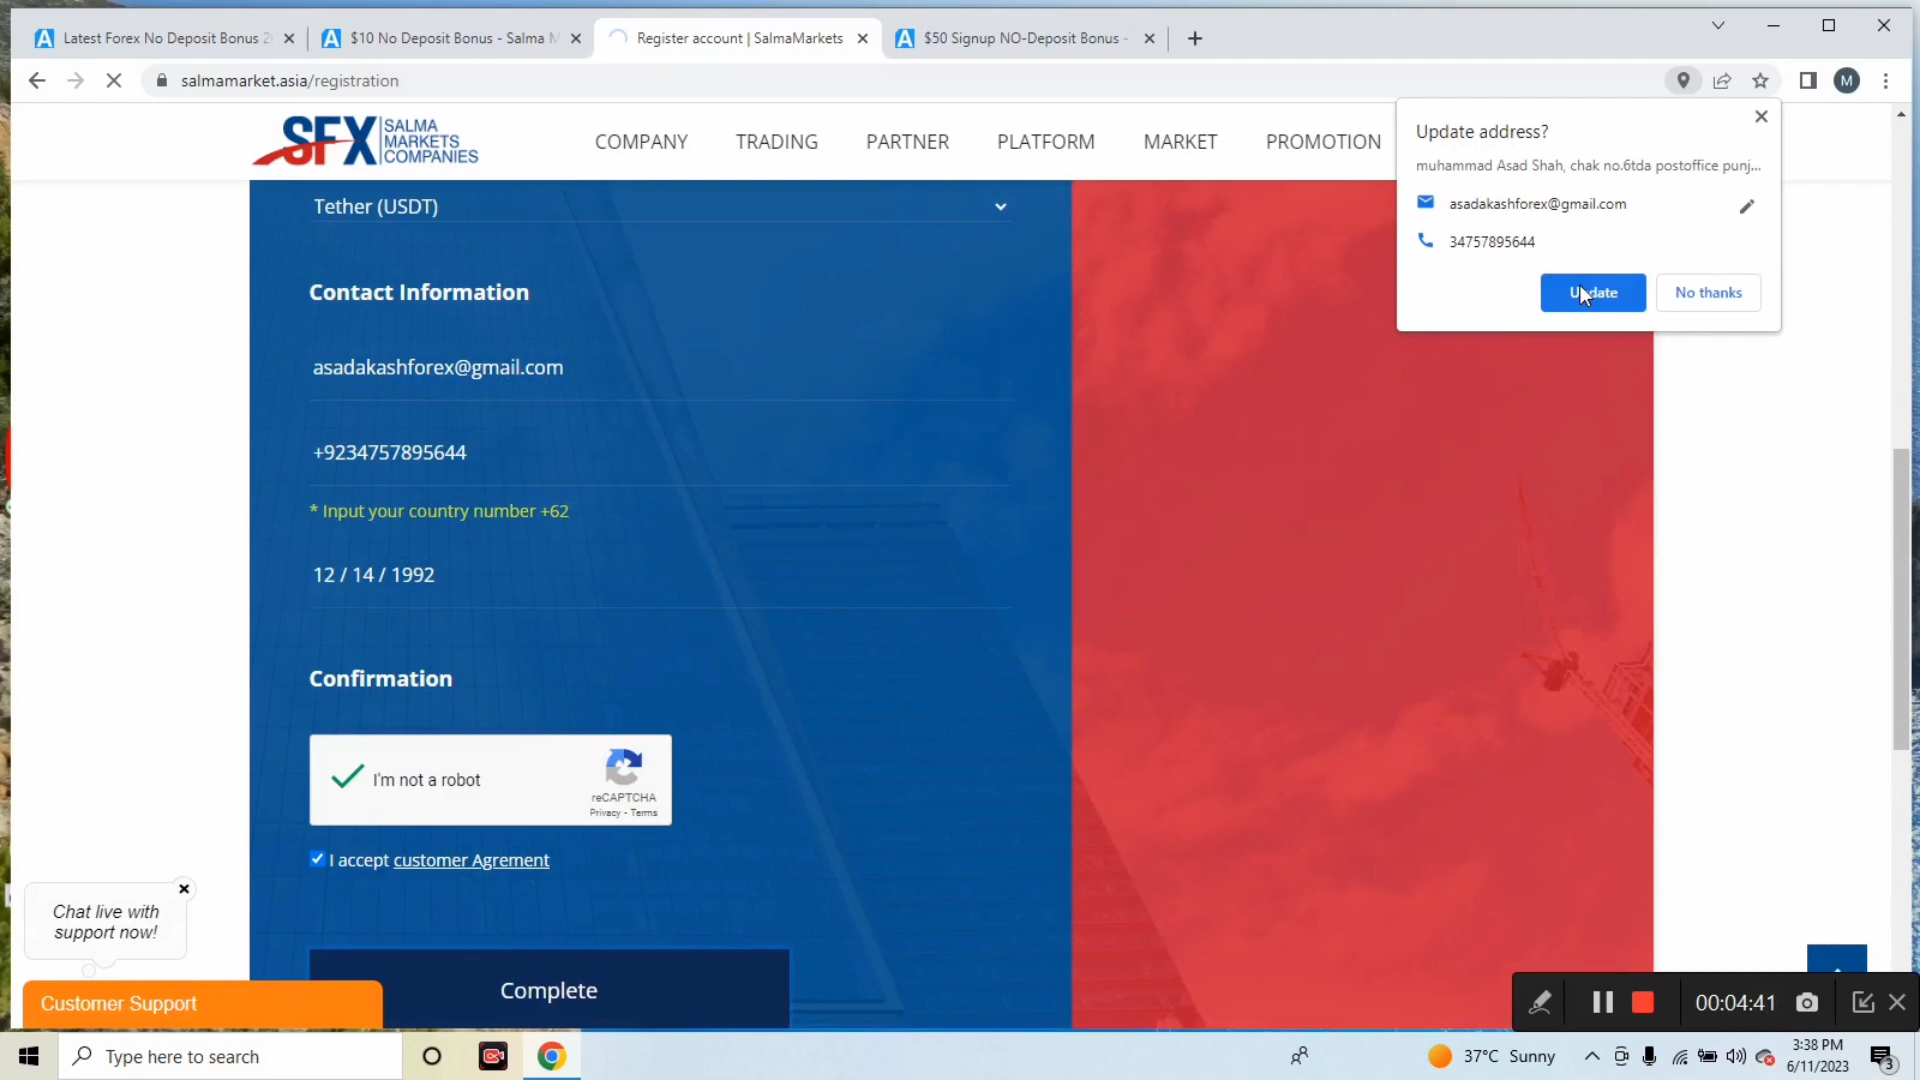 Latest Forex No Deposit Bonus 2
$10 No Deposit Bonus - Salma M
Register account | SalmaMarkets
$50 Signup NO-Deposit Bonus -
salmamarket.asia/registration
M
SFX
SALMA
MARKETS
COMPANIES
COMPANY
TRADING
PARTNER
PLATFORM
MARKET
PROMOTION
Update address?
muhammad Asad Shah, chak no.6tda postoffice punj...
asadakashforex@gmail.com
34757895644
Update
No thanks
Tether (USDT)
Contact Information
asadakashforex@gmail.com
+9234757895644
* Input your country number +62
12 / 14 / 1992
Confirmation
I'm not a robot
reCAPTCHA
Privacy - Terms
I accept customer Agrement
Chat live with
support now!
Customer Support
Complete
00:04:41
Type here to search
37°C Sunny
3:38 PM
6/11/2023
3